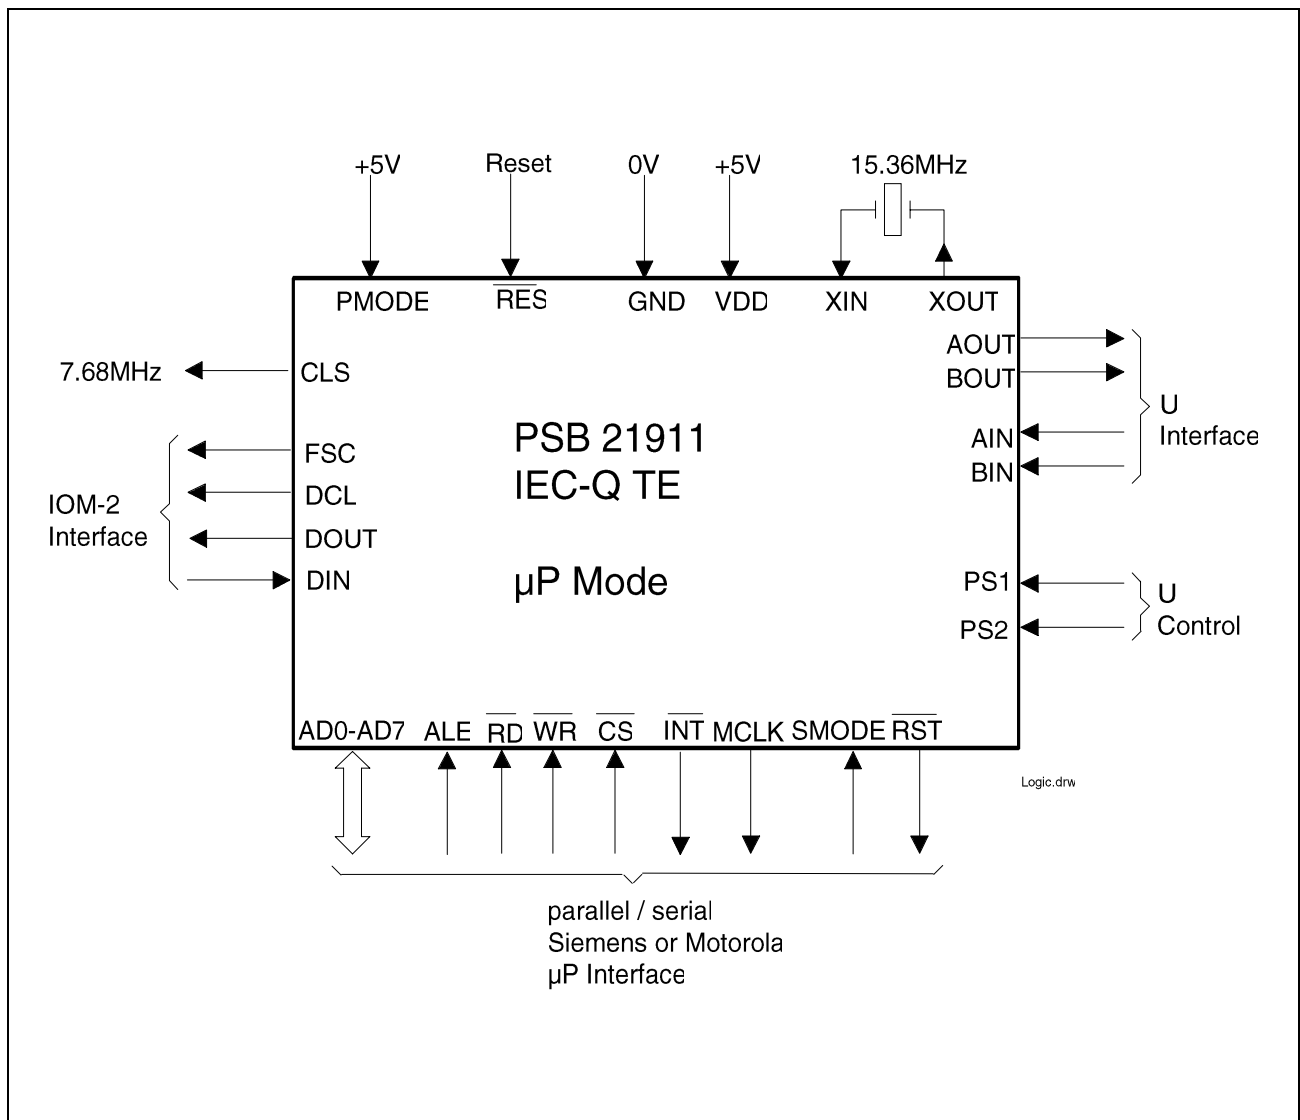 +5V
Reset
0V
+5V
15.36MHz
PMODE
RES
GND
VDD
XIN
XOUT
AOUT
BOUT
7.68MHz
CLS
U
Interface
AIN
BIN
PSB 21911
IEC-Q TE
FSC
DCL
DOUT
DIN
IOM-2
Interface
µP Mode
PS1
PS2
U
Control
AD0-AD7
ALE
RD
WR
CS
INT
MCLK
SMODE
RST
Logic.drw
parallel / serial
Siemens or Motorola
µP Interface